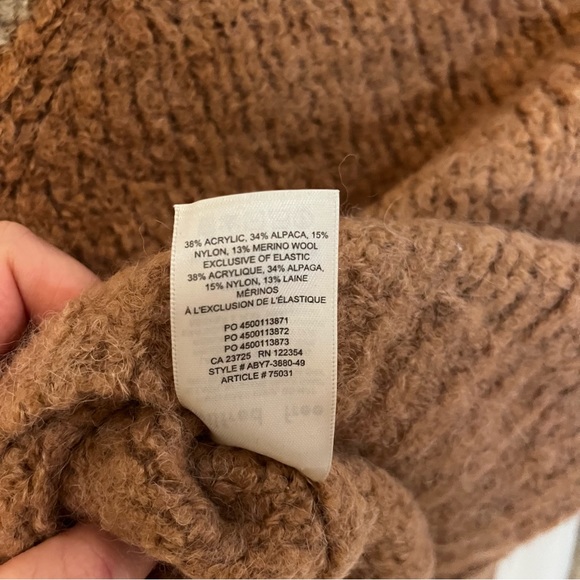 38% ACRYLIC, 34% ALPACA, 15%
NYLON, 13% MERINO WOOL
EXCLUSIVE OF ELASTIC
38% ACRYLIQUE, 34% ALPAGA,
15% NYLON, 13% LAINE
MÉRINOS
À L'EXCLUSION DE L'ÉLASTIQUE
PO 4500113871
PO 4500113872
PO 4500113873
CA 23725 RN 122354
STYLE # ABY7-3880-49
ARTICLE # 75031